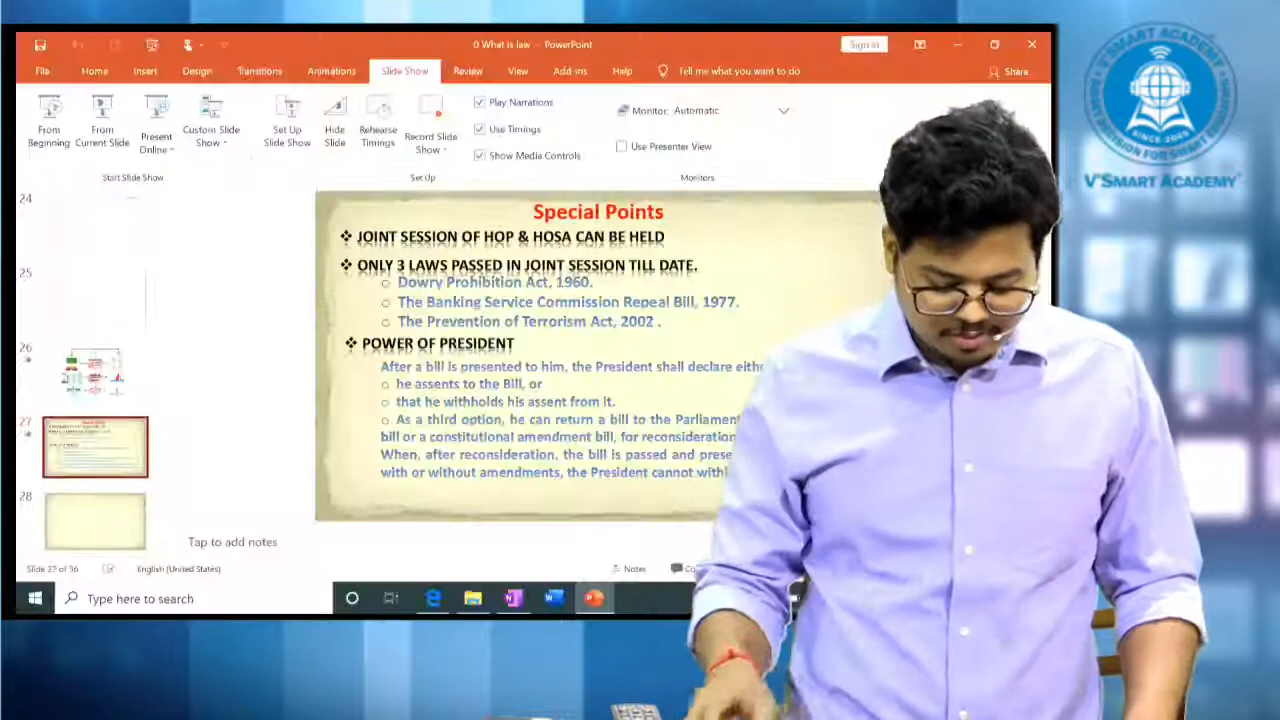 0 What is law - PowerPoint
Sign in
File Home Insert Design Transitions Animations Slide Show Review View Add-ins Help Tell me what you want to do Share
From Beginning
From Current Slide
Present Online
Custom Slide Show
Set Up Slide Show
Hide Slide
Rehearse Timings
Record Slide Show
Play Narrations
Use Timings
Show Media Controls
Monitor: Automatic
Use Presenter View
Start Slide Show
Set Up
Monitors
24
25
26
27
28
Special Points
JOINT SESSION OF HOP & HOSA CAN BE HELD
ONLY 3 LAWS PASSED IN JOINT SESSION TILL DATE.
Dowry Prohibition Act, 1960.
The Banking Service Commission Repeal Bill, 1977.
The Prevention of Terrorism Act, 2002 .
POWER OF PRESIDENT
After a bill is presented to him, the President shall declare eith
he assents to the Bill, or
that he withholds his assent from it.
As a third option, he can return a bill to the Parliament
bill or a constitutional amendment bill, for reconsideration
When, after reconsideration, the bill is passed and prese
with or without amendments, the President cannot with
Tap to add notes
Slide 27 of 36
English (United States)
Notes
Type here to search
V'SMART ACADEMY
SINCE-2009
V'SMART ACADEMY